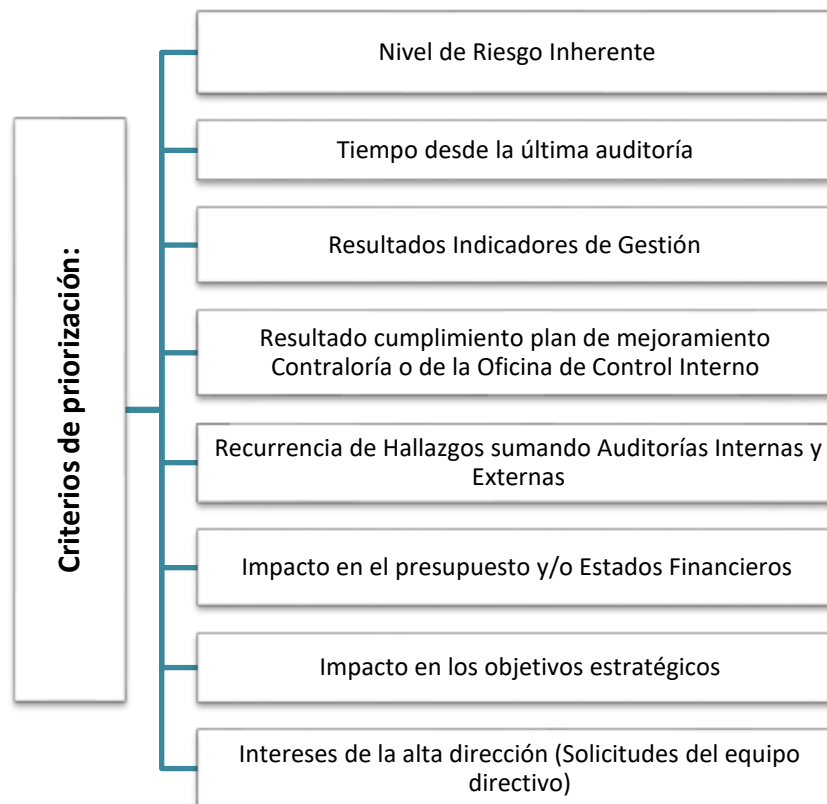 Criterios de priorización:
Nivel de Riesgo Inherente
Tiempo desde la última auditoría
Resultados Indicadores de Gestión
Resultado cumplimiento plan de mejoramiento
Contraloría o de la Oficina de Control Interno
Recurrencia de Hallazgos sumando Auditorías Internas y
Externas
Impacto en el presupuesto y/o Estados Financieros
Impacto en los objetivos estratégicos
Intereses de la alta dirección (Solicitudes del equipo
directivo)